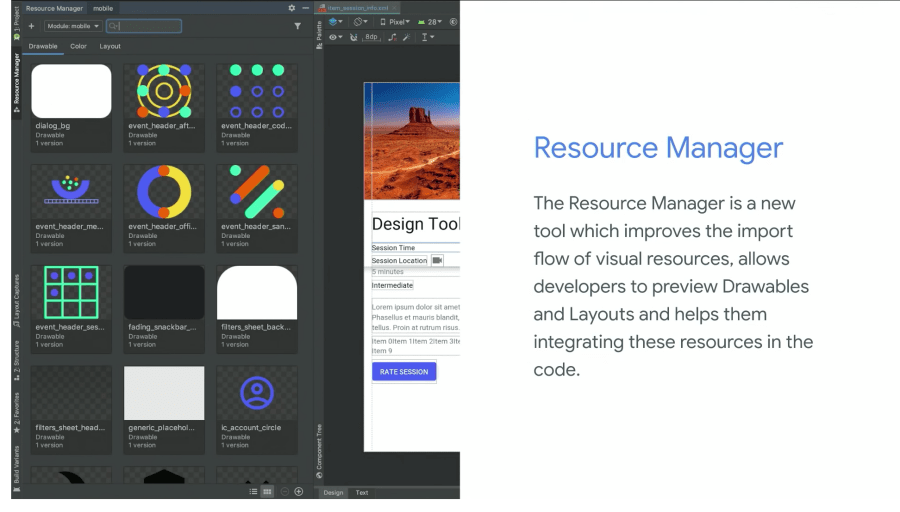 Resource Manager mobile
Module: mobile
Drawable Color Layout
dialog_bg
Drawable
1 version
event_header_aft...
Drawable
1 version
event_header_cod...
Drawable
1 version
event_header_me...
Drawable
1 version
event_header_offi...
Drawable
1 version
event_header_san...
Drawable
1 version
event_header_ses...
Drawable
1 version
fading_snackbar_...
Drawable
1 version
filters_sheet_back...
Drawable
1 version
filters_sheet_head...
Drawable
1 version
generic_placehol...
Drawable
1 version
ic_account_circle
Drawable
1 version
1: Project
Resource Manager
Layout Captures
7: Structure
2: Favorites
Build Variants
item_session_info.xml
Pixel 28
8dp
Palette
Component Tree
Design Tool
Session Time
Session Location
5 minutes
Intermediate
Lorem ipsum dolor sit amet
Phasellus et mauris blandit,
tellus. Proin at rutrum risus.
Item 0Item 1Item 2Item 3It
Item 9
RATE SESSION
Design Text
Resource Manager
The Resource Manager is a new
tool which improves the import
flow of visual resources, allows
developers to preview Drawables
and Layouts and helps them
integrating these resources in the
code.